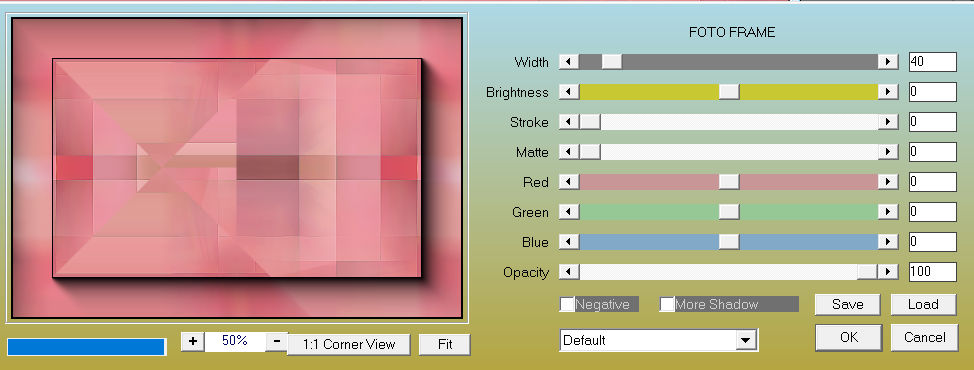 FOTO FRAME
Width 40
Brightness 0
Stroke 0
Matte 0
Red 0
Green 0
Blue 0
Opacity 100
Negative More Shadow Save Load
+ 50% - 1:1 Corner View Fit Default OK Cancel